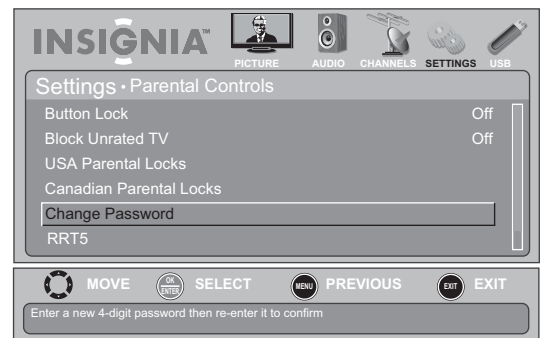 INSIGNIA™
PICTURE AUDIO CHANNELS SETTINGS USB
Settings · Parental Controls
Button Lock Off
Block Unrated TV Off
USA Parental Locks
Canadian Parental Locks
Change Password
RRT5
MOVE OK ENTER SELECT MENU PREVIOUS EXIT EXIT
Enter a new 4-digit password then re-enter it to confirm